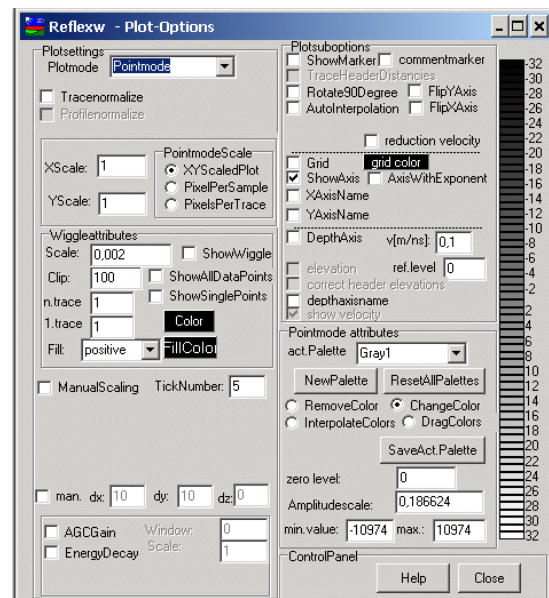 Reflexw - Plot-Options
Plotsettings
Plotmode Pointmode
Tracenormalize
Profilenormalize
PointmodeScale
XScale: 1
XYScaledPlot
PixelPerSample
YScale: 1
PixelsPerTrace
Wiggleattributes
Scale: 0,002 ShowWiggle
Clip: 100 ShowAllDataPoints
n.trace 1 ShowSinglePoints
1.trace 1 Color
Fill: positive FillColor
ManualScaling TickNumber: 5
man. dx: 10 dy: 10 dz: 0
AGCGain Window: 0
EnergyDecay Scale: 1
Plotsuboptions
ShowMarker commentmarker
TraceHeaderDistancies
Rotate90Degree FlipYAxis
AutoInterpolation FlipXAxis
reduction velocity
Grid grid color
ShowAxis AxisWithExponent
XAxisName
YAxisName
DepthAxis v[m/ns]: 0,1
elevation ref.level 0
correct header elevations
depthaxisname
show velocity
Pointmode attributes
act.Palette Gray1
NewPalette ResetAllPalettes
RemoveColor ChangeColor
InterpolateColors DragColors
SaveAct.Palette
zero level: 0
Amplitudescale: 0,186624
min.value: -10974 max.: 10974
ControlPanel
Help Close
-32
-30
-28
-26
-24
-22
-20
-18
-16
-14
-12
-10
-8
-6
-4
-2
2
4
6
8
10
12
14
16
18
20
22
24
26
28
30
32